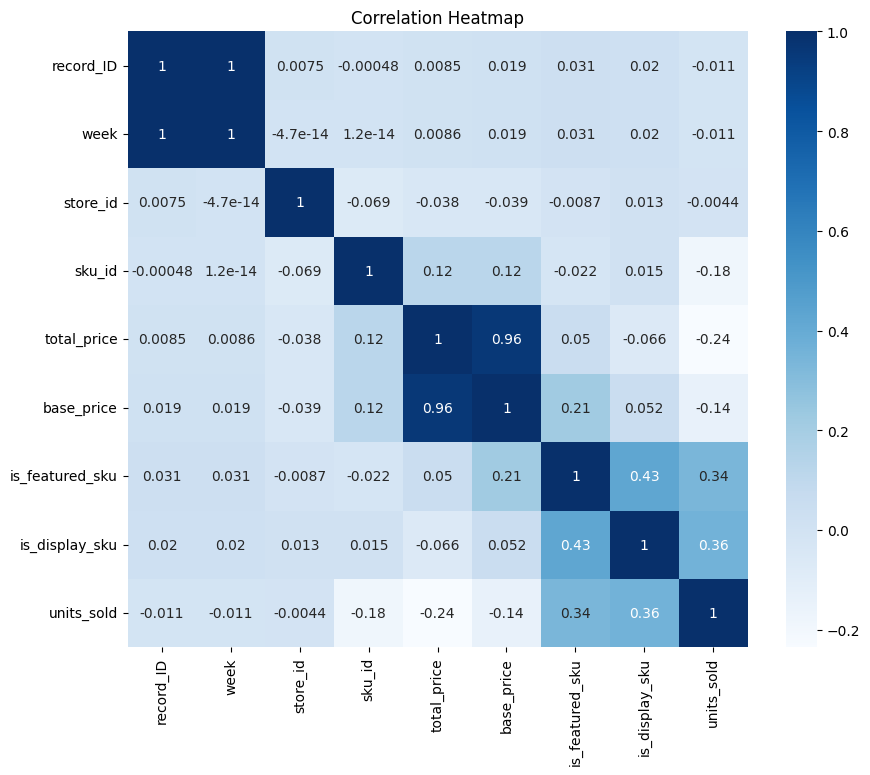 Correlation Heatmap
record_ID 1 1 0.0075 -0.00048 0.0085 0.019 0.031 0.02 -0.011
week 1 1 -4.7e-14 1.2e-14 0.0086 0.019 0.031 0.02 -0.011
store_id 0.0075 -4.7e-14 1 -0.069 -0.038 -0.039 -0.0087 0.013 -0.0044
sku_id -0.00048 1.2e-14 -0.069 1 0.12 0.12 -0.022 0.015 -0.18
total_price 0.0085 0.0086 -0.038 0.12 1 0.96 0.05 -0.066 -0.24
base_price 0.019 0.019 -0.039 0.12 0.96 1 0.21 0.052 -0.14
is_featured_sku 0.031 0.031 -0.0087 -0.022 0.05 0.21 1 0.43 0.34
is_display_sku 0.02 0.02 0.013 0.015 -0.066 0.052 0.43 1 0.36
units_sold -0.011 -0.011 -0.0044 -0.18 -0.24 -0.14 0.34 0.36 1
record_ID
week
store_id
sku_id
total_price
base_price
is_featured_sku
is_display_sku
units_sold
1.0
0.8
0.6
0.4
0.2
0.0
−0.2